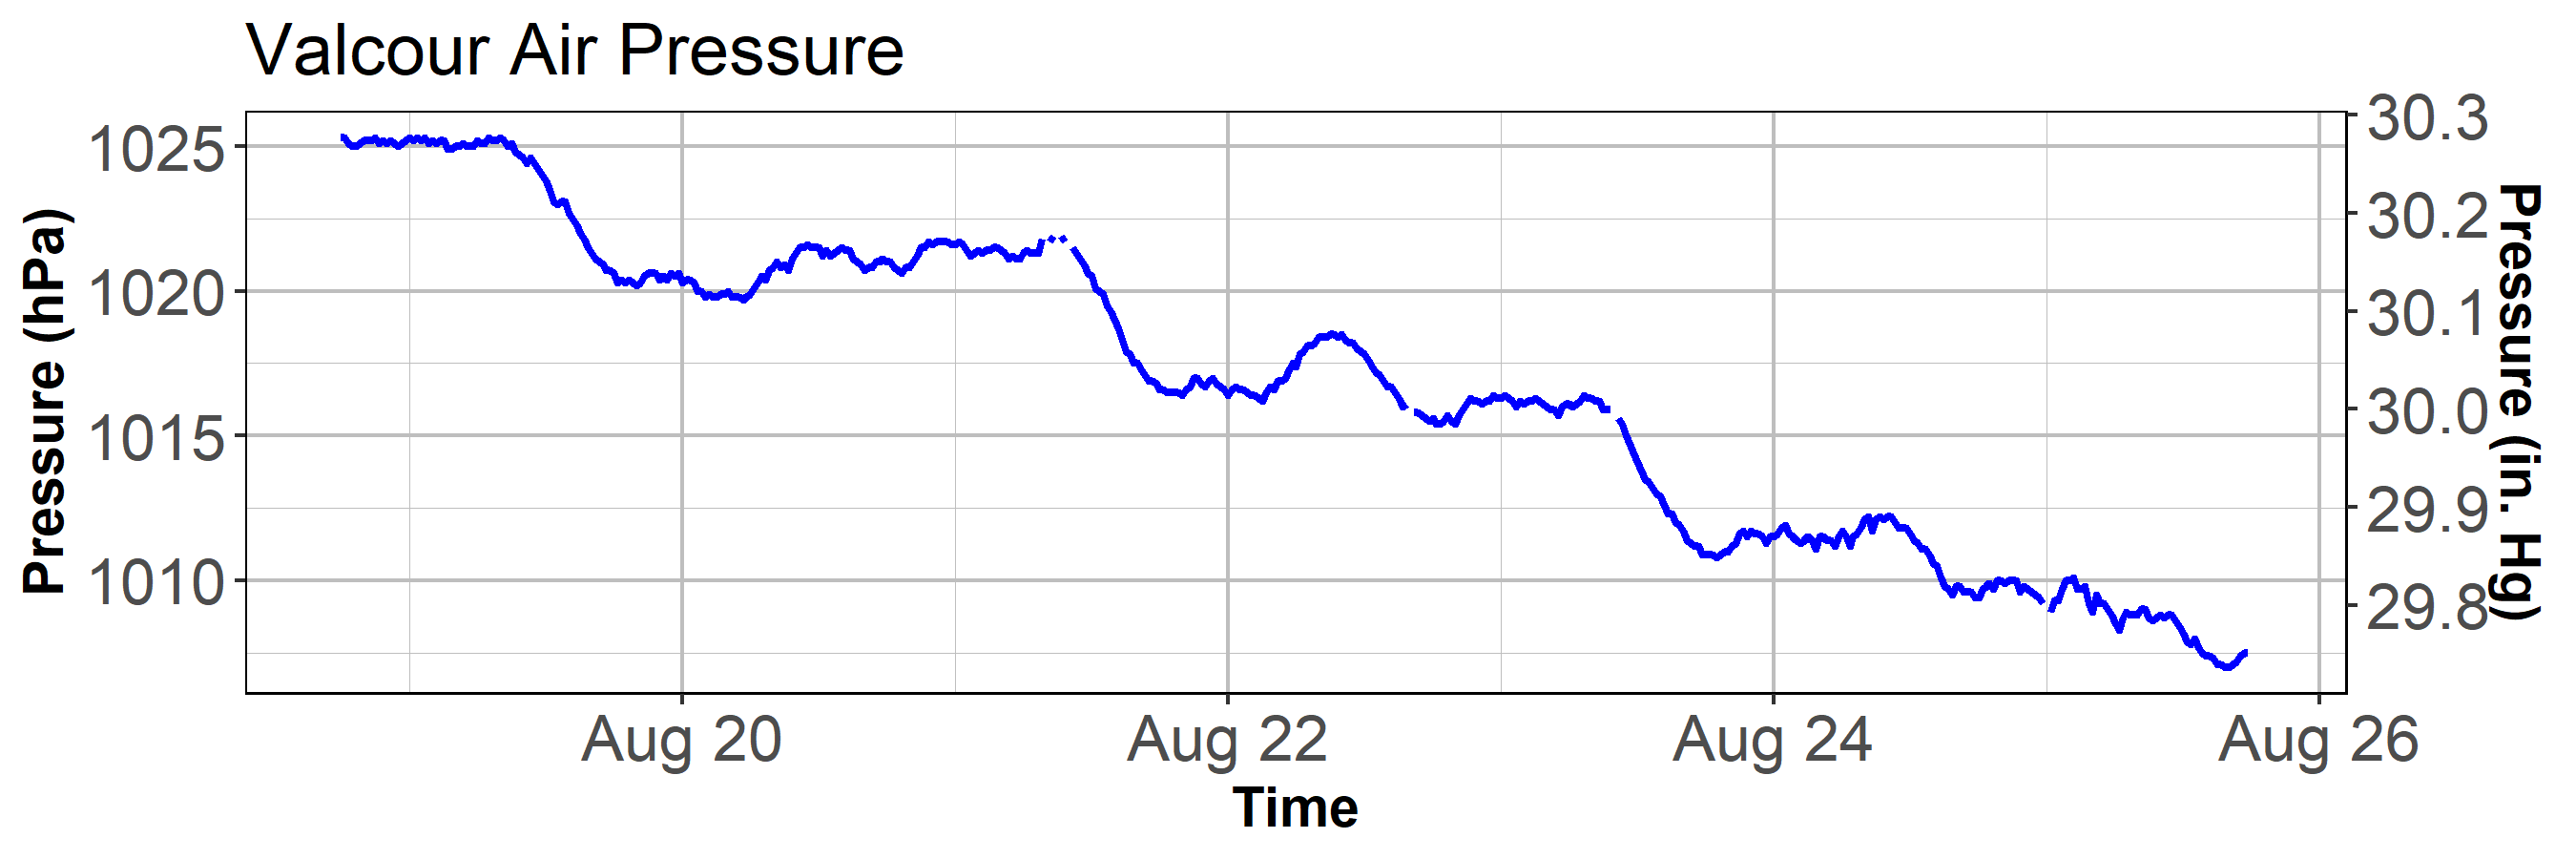 Valcour Air Pressure
Pressure (hPa)
1025
1020
1015
1010
30.3
30.2
30.1
30.0
29.9
29.8
Pressure (in. Hg)
Aug 20
Aug 22
Aug 24
Aug 26
Time